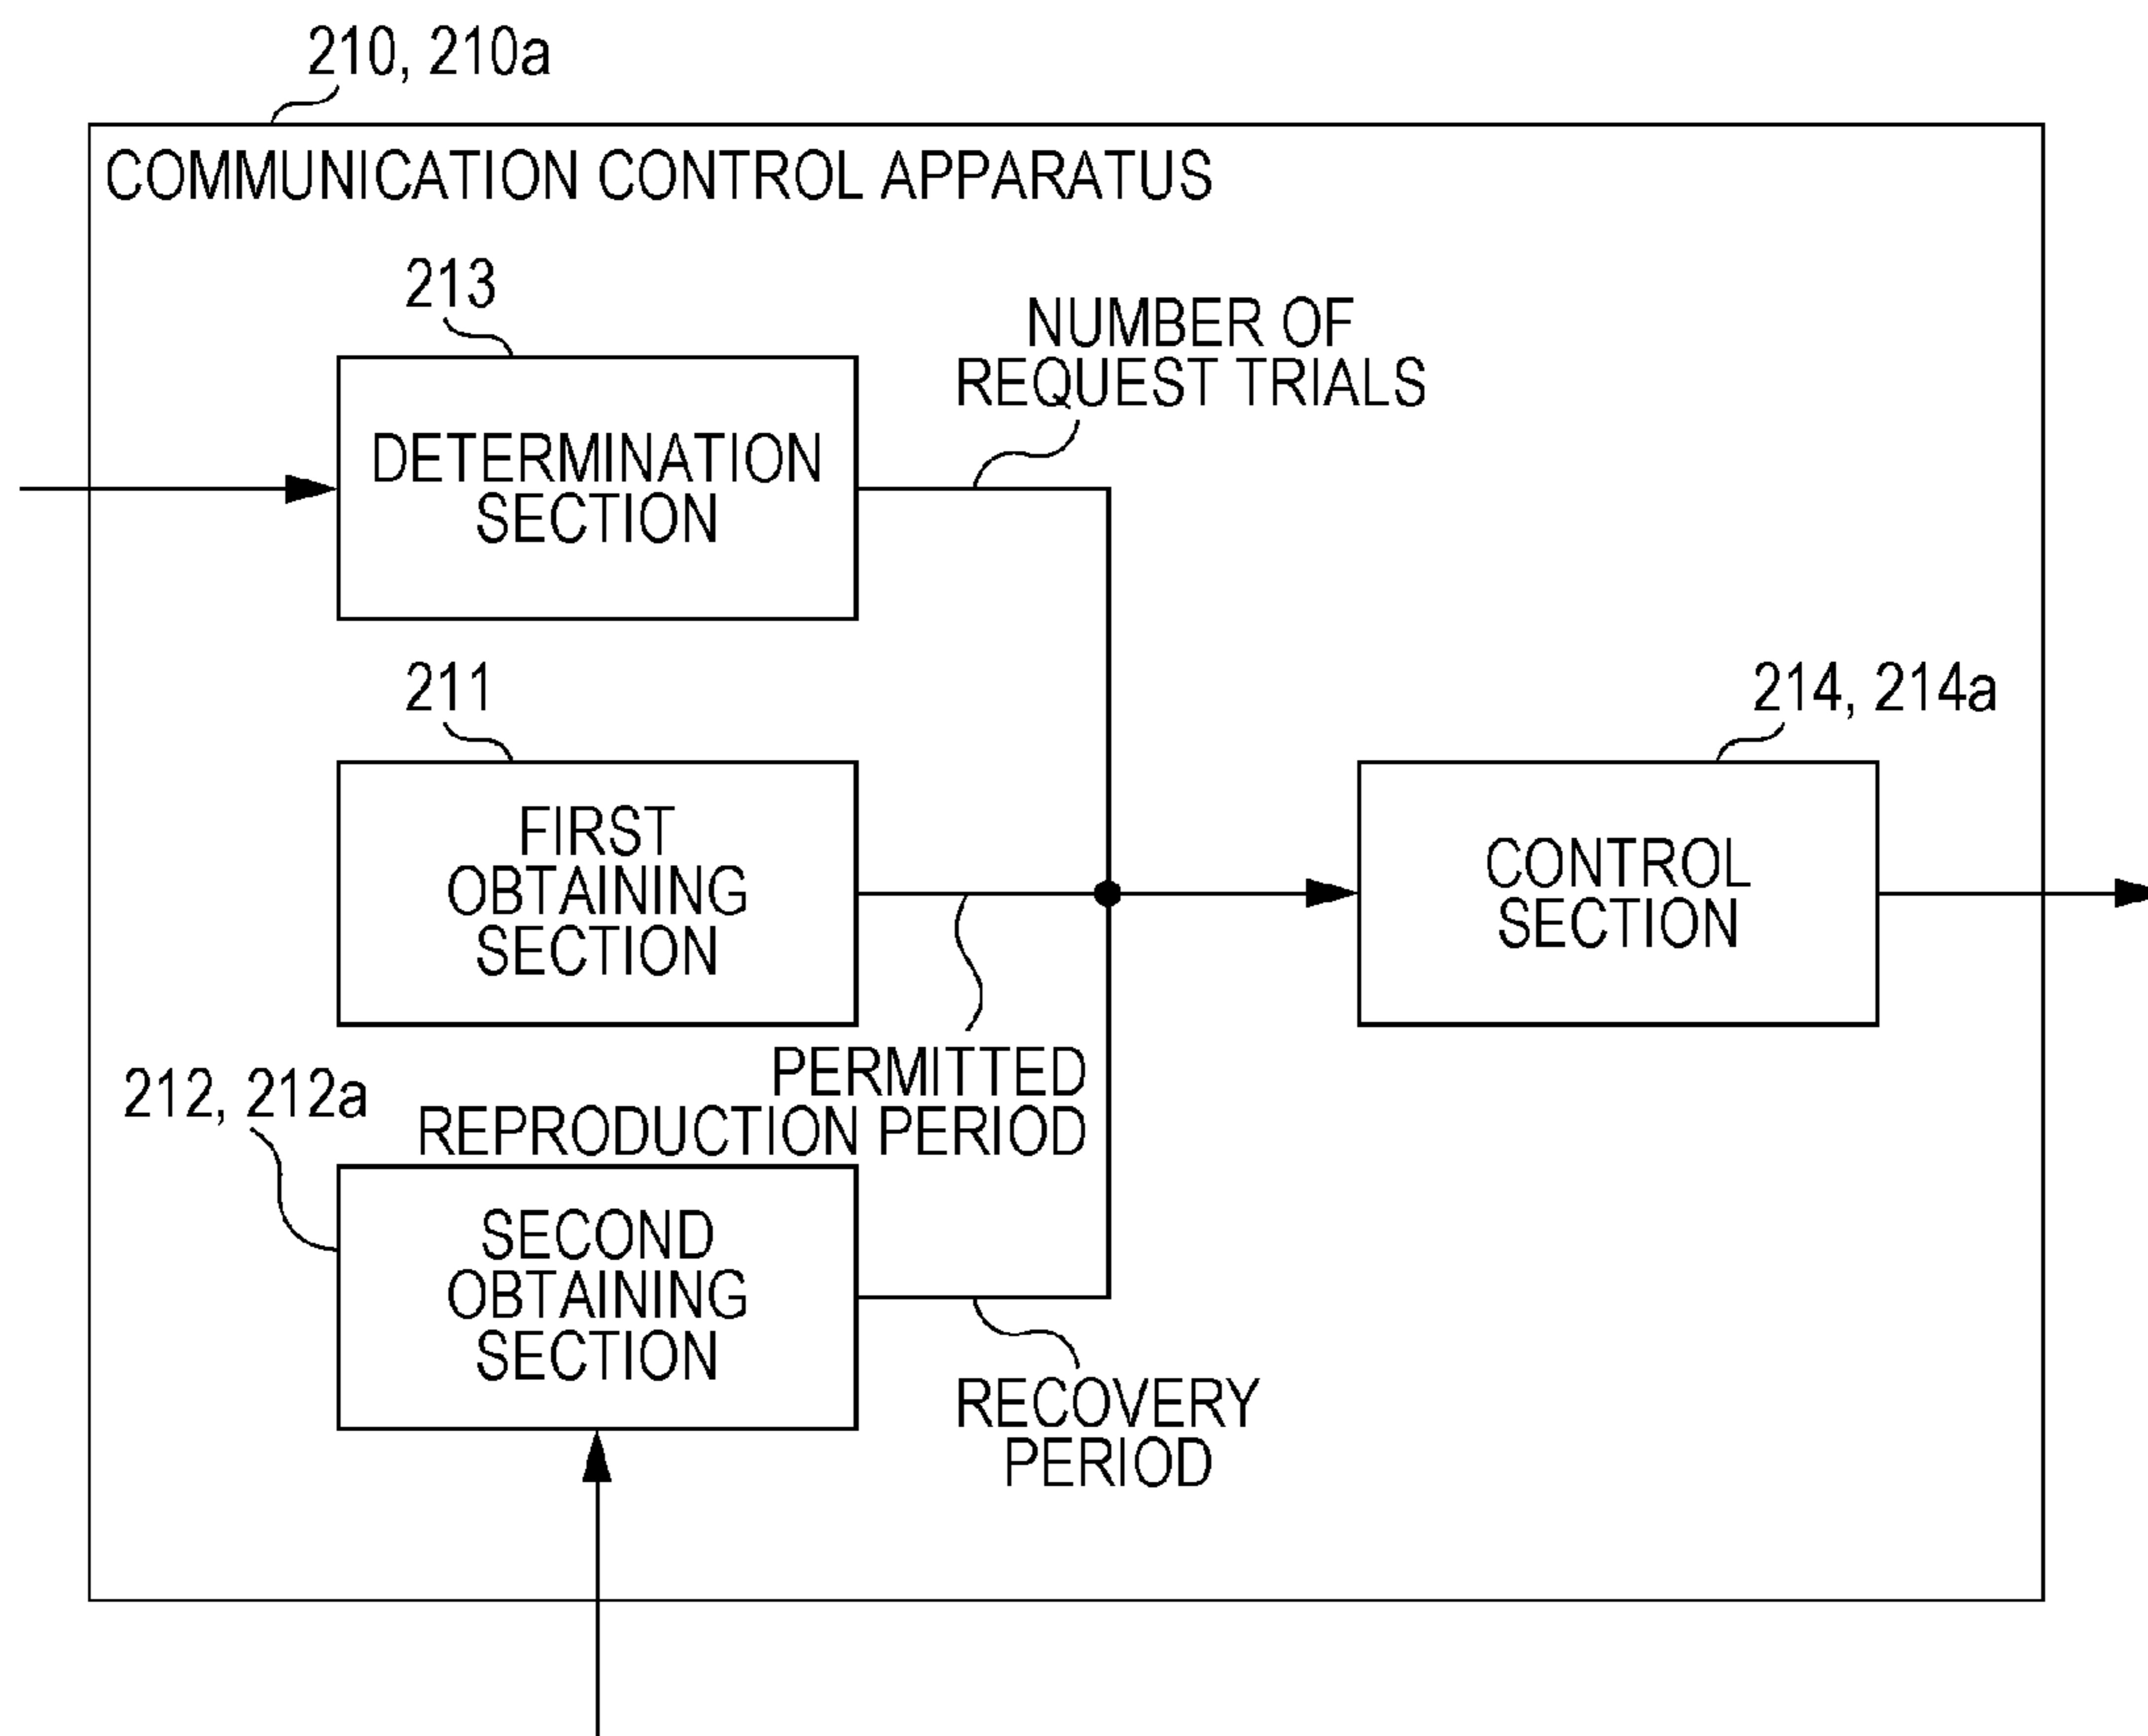 210, 210a
COMMUNICATION CONTROL APPARATUS
213
NUMBER OF
REQUEST TRIALS
DETERMINATION
SECTION
211
214, 214a
FIRST
OBTAINING
SECTION
CONTROL
SECTION
PERMITTED
REPRODUCTION PERIOD
212, 212a
SECOND
OBTAINING
SECTION
RECOVERY
PERIOD